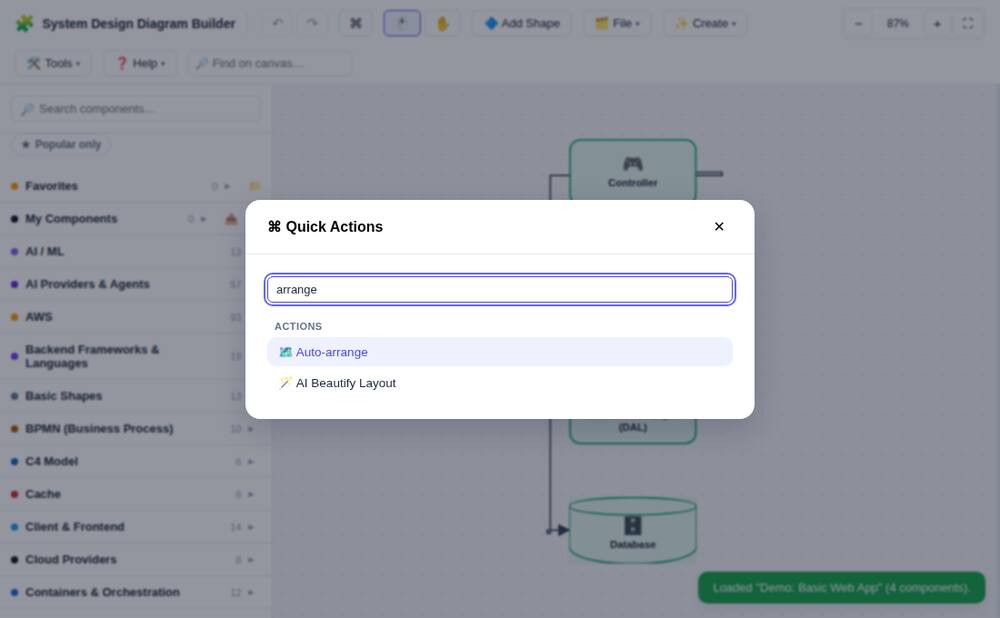 System Design Diagram Builder
⌘
Add Shape
File ▾
Create ▾
− 87% +
Tools ▾
Help ▾
Find on canvas...
Search components...
★ Popular only
Favorites 0 ▸
My Components 0 ▸
AI / ML 13
AI Providers & Agents 57
AWS 93
Backend Frameworks &
Languages 19
Basic Shapes 13
BPMN (Business Process) 10 ▸
C4 Model 6 ▸
Cache 8 ▸
Client & Frontend 14 ▸
Cloud Providers 8 ▸
Containers & Orchestration 12 ▸
Controller
⌘ Quick Actions ✕
arrange
ACTIONS
Auto-arrange
AI Beautify Layout
(DAL)
Database
Loaded "Demo: Basic Web App" (4 components).